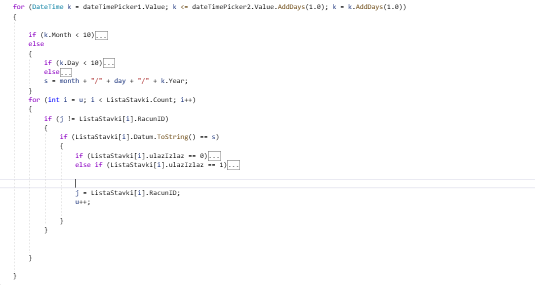 for (DateTime k = dateTimePicker1.Value; k <= dateTimePicker2.Value.AddDays(1.0); k = k.AddDays(1.0))
{
if (k.Month < 10)...
else
{
if (k.Day < 10)...
else...
s = month + "/" + day + "/" + k.Year;
}
for (int i = u; i < ListaStavki.Count; i++)
{
if (j != ListaStavki[i].RacunID)
{
if (ListaStavki[i].Datum.ToString() == s)
{
if (ListaStavki[i].ulazIzlaz == 0)...
else if (ListaStavki[i].ulazIzlaz == 1)...
j = ListaStavki[i].RacunID;
u++;
}
}
}
}